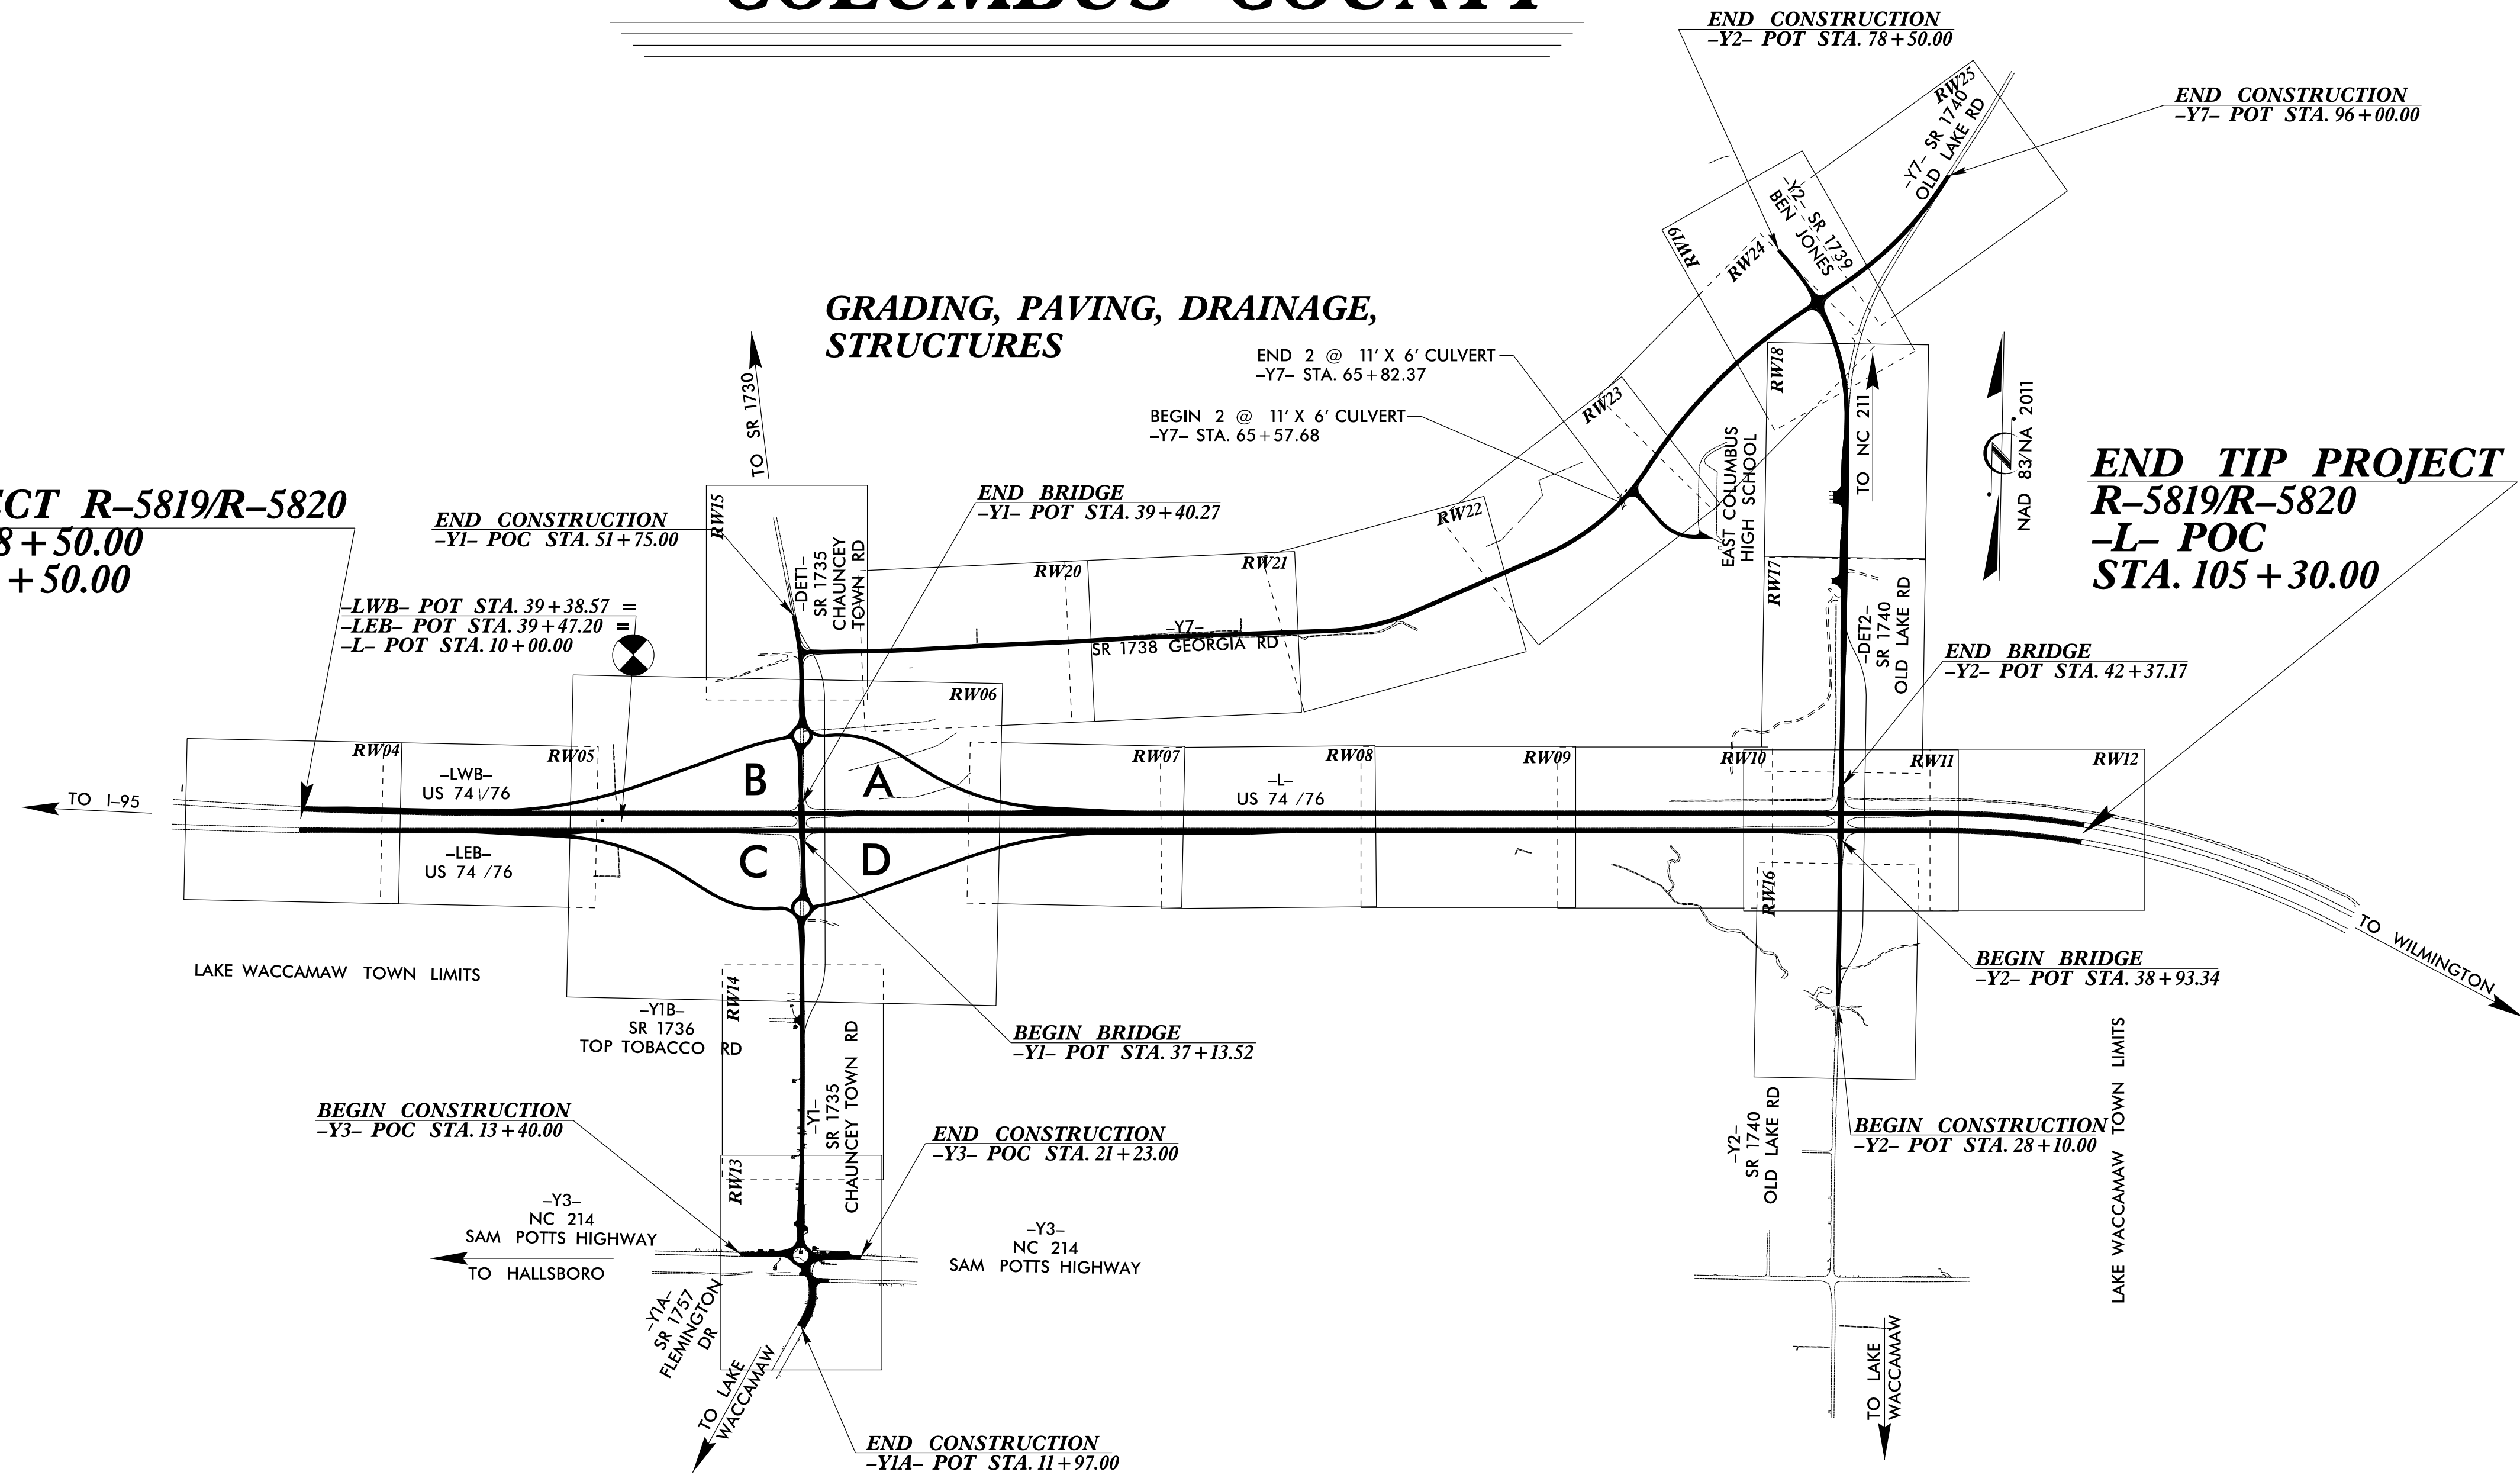 COLUMBUS COUNTY
END CONSTRUCTION
–Y2– POT STA. 78+50.00
RW25
–Y7– SR 1740
OLD LAKE RD
END CONSTRUCTION
–Y7– POT STA. 96+00.00
–Y2– SR 1739
BEN JONES
RW19
RW24
GRADING, PAVING, DRAINAGE,
STRUCTURES
END 2 @ 11' X 6' CULVERT
–Y7– STA. 65+82.37
BEGIN 2 @ 11' X 6' CULVERT
–Y7– STA. 65+57.68
TO SR 1730
RW23
RW18
TO NC 211
NAD 83/NA 2011
EAST COLUMBUS
HIGH SCHOOL
ECT R–5819/R–5820
8+50.00
+50.00
END TIP PROJECT
R–5819/R–5820
–L– POC
STA. 105+30.00
END CONSTRUCTION
–Y1– POC STA. 51+75.00
RW15
END BRIDGE
–Y1– POT STA. 39+40.27
RW22
–DET1–
SR 1735
CHAUNCEY
TOWN RD
RW20
RW21
RW17
–LWB– POT STA. 39+38.57 =
–LEB– POT STA. 39+47.20 =
–L– POT STA. 10+00.00
–Y7–
SR 1738 GEORGIA RD
–DET2–
SR 1740
OLD LAKE RD
END BRIDGE
–Y2– POT STA. 42+37.17
RW06
RW04
RW05
RW07
RW08
RW09
RW10
RW11
RW12
–LWB–
US 74 /76
B
A
–L–
US 74 /76
TO I–95
–LEB–
US 74 /76
C
D
RW16
TO WILMINGTON
LAKE WACCAMAW TOWN LIMITS
BEGIN BRIDGE
–Y2– POT STA. 38+93.34
RW14
–Y1B–
SR 1736
TOP TOBACCO RD
BEGIN BRIDGE
–Y1– POT STA. 37+13.52
–Y1–
SR 1735
CHAUNCEY TOWN RD
BEGIN CONSTRUCTION
–Y3– POC STA. 13+40.00
END CONSTRUCTION
–Y3– POC STA. 21+23.00
–Y2–
SR 1740
OLD LAKE RD
BEGIN CONSTRUCTION
–Y2– POT STA. 28+10.00
LAKE WACCAMAW TOWN LIMITS
RW13
–Y3–
NC 214
SAM POTTS HIGHWAY
TO HALLSBORO
–Y3–
NC 214
SAM POTTS HIGHWAY
–Y1A–
SR 1757
FLEMINGTON
DR
TO LAKE
WACCAMAW
TO LAKE
WACCAMAW
END CONSTRUCTION
–Y1A– POT STA. 11+97.00